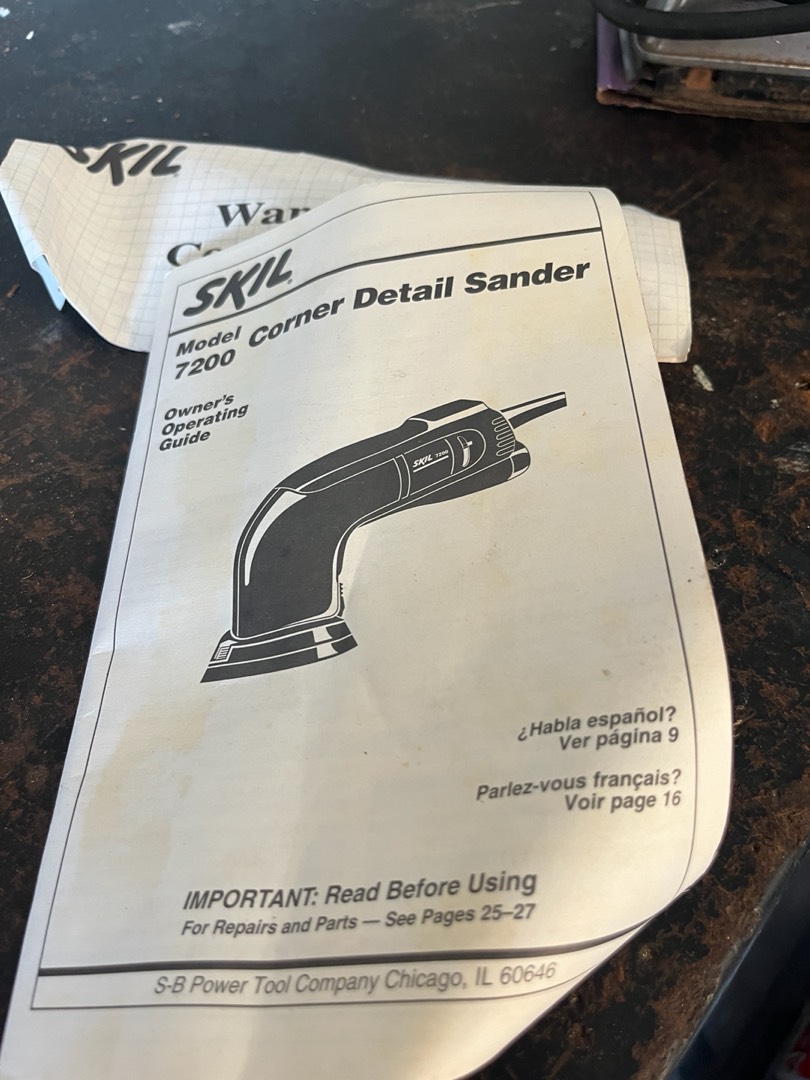 SKIL
War
SKIL
Model
7200
Corner Detail Sander
Owner's
Operating
Guide
SKIL 7200
¿Habla español?
Ver página 9
Parlez-vous français?
Voir page 16
IMPORTANT: Read Before Using
For Repairs and Parts — See Pages 25–27
S-B Power Tool Company Chicago, IL 60646